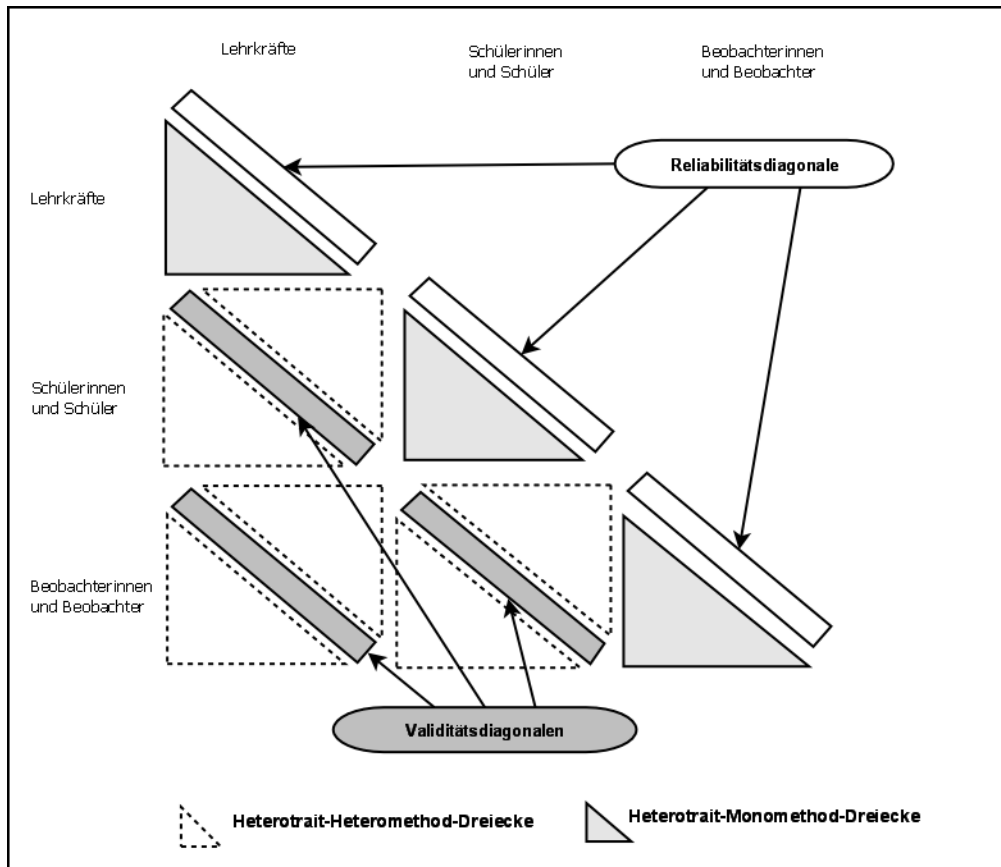 Lehrkräfte
Schülerinnen
und Schüler
Beobachterinnen
und Beobachter
Reliabilitätsdiagonale
Lehrkräfte
Schülerinnen
und Schüler
Beobachterinnen
und Beobachter
Validitätsdiagonalen
Heterotrait-Heteromethod-Dreiecke
Heterotrait-Monomethod-Dreiecke